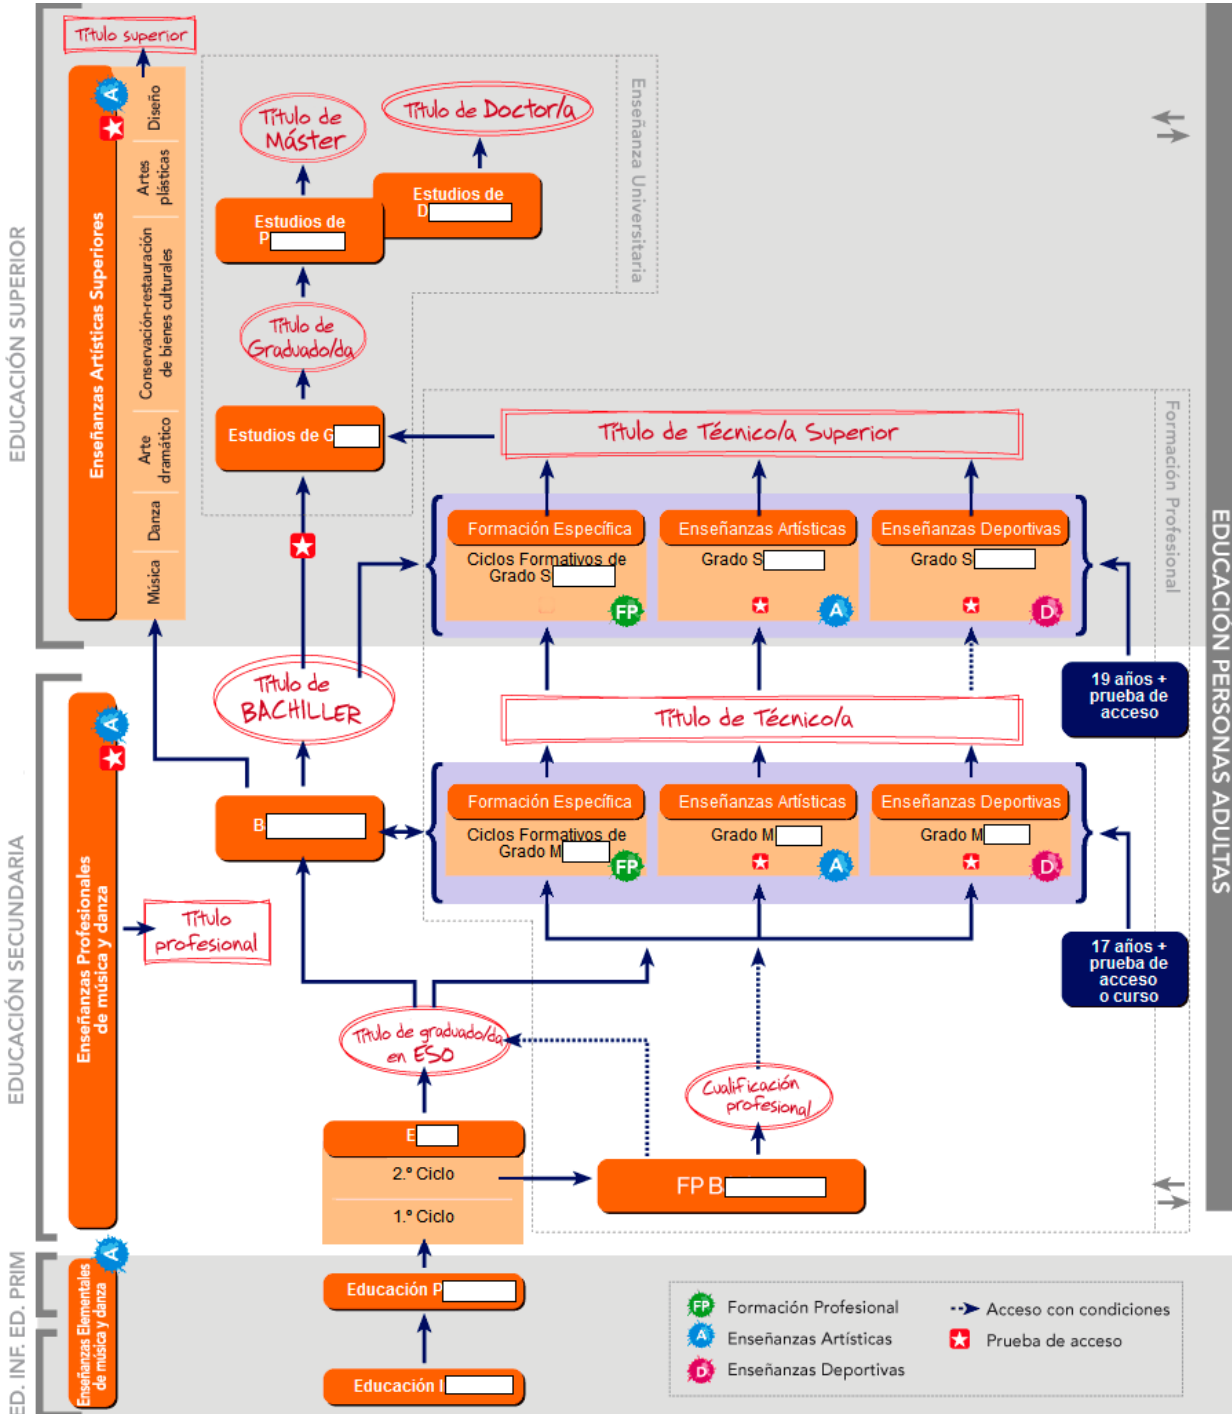 Título superior
EDUCACIÓN SUPERIOR
Enseñanzas Artísticas Superiores
A
Música
Danza
Arte
dramático
Conservación-restauración
de bienes culturales
Artes
plásticas
Diseño
Enseñanza Universitaria
Título de
Máster
Título de Doctor/a
Estudios de
P
Estudios de
D
Título de
Graduado/da
Estudios de G
Formación Profesional
Título de Técnico/a Superior
Formación Específica
Ciclos Formativos de
Grado S
FP
Enseñanzas Artísticas
Grado S
A
Enseñanzas Deportivas
Grado S
D
19 años +
prueba de
acceso
EDUCACIÓN PERSONAS ADULTAS
EDUCACIÓN SECUNDARIA
Enseñanzas Profesionales
de música y danza
A
Título
profesional
Título de
BACHILLER
B
Título de Técnico/a
Formación Específica
Ciclos Formativos de
Grado M
FP
Enseñanzas Artísticas
Grado M
A
Enseñanzas Deportivas
Grado M
D
17 años +
prueba de
acceso
o curso
Título de graduado/da
en ESO
Cualificación
profesional
E
2.º Ciclo
1.º Ciclo
FP B
ED. PRIM
ED. INF.
Enseñanzas Elementales
de música y danza
A
Educación P
Educación I
FP Formación Profesional
A Enseñanzas Artísticas
D Enseñanzas Deportivas
Acceso con condiciones
Prueba de acceso